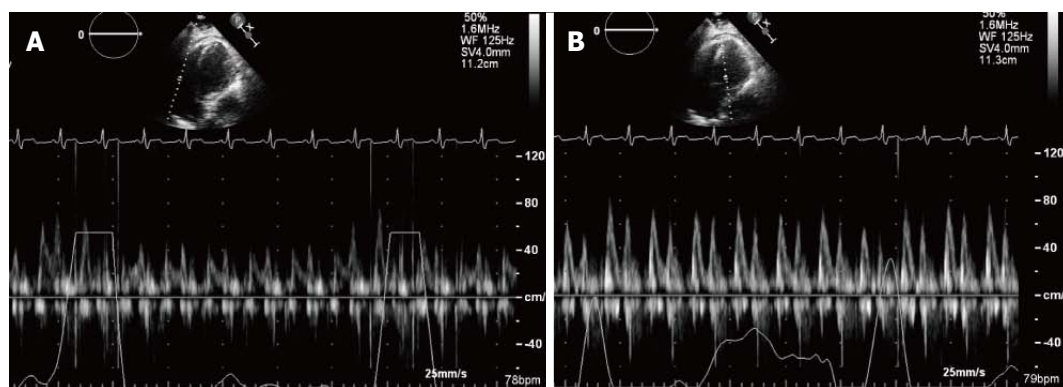 A
0
50%
1.6MHz
WF 125Hz
SV4.0mm
11.2cm
120
80
40
cm/
-40
25mm/s
78bpm
B
0
50%
1.6MHz
WF 125Hz
SV4.0mm
11.3cm
120
80
40
cm/
-40
25mm/s
79bpm